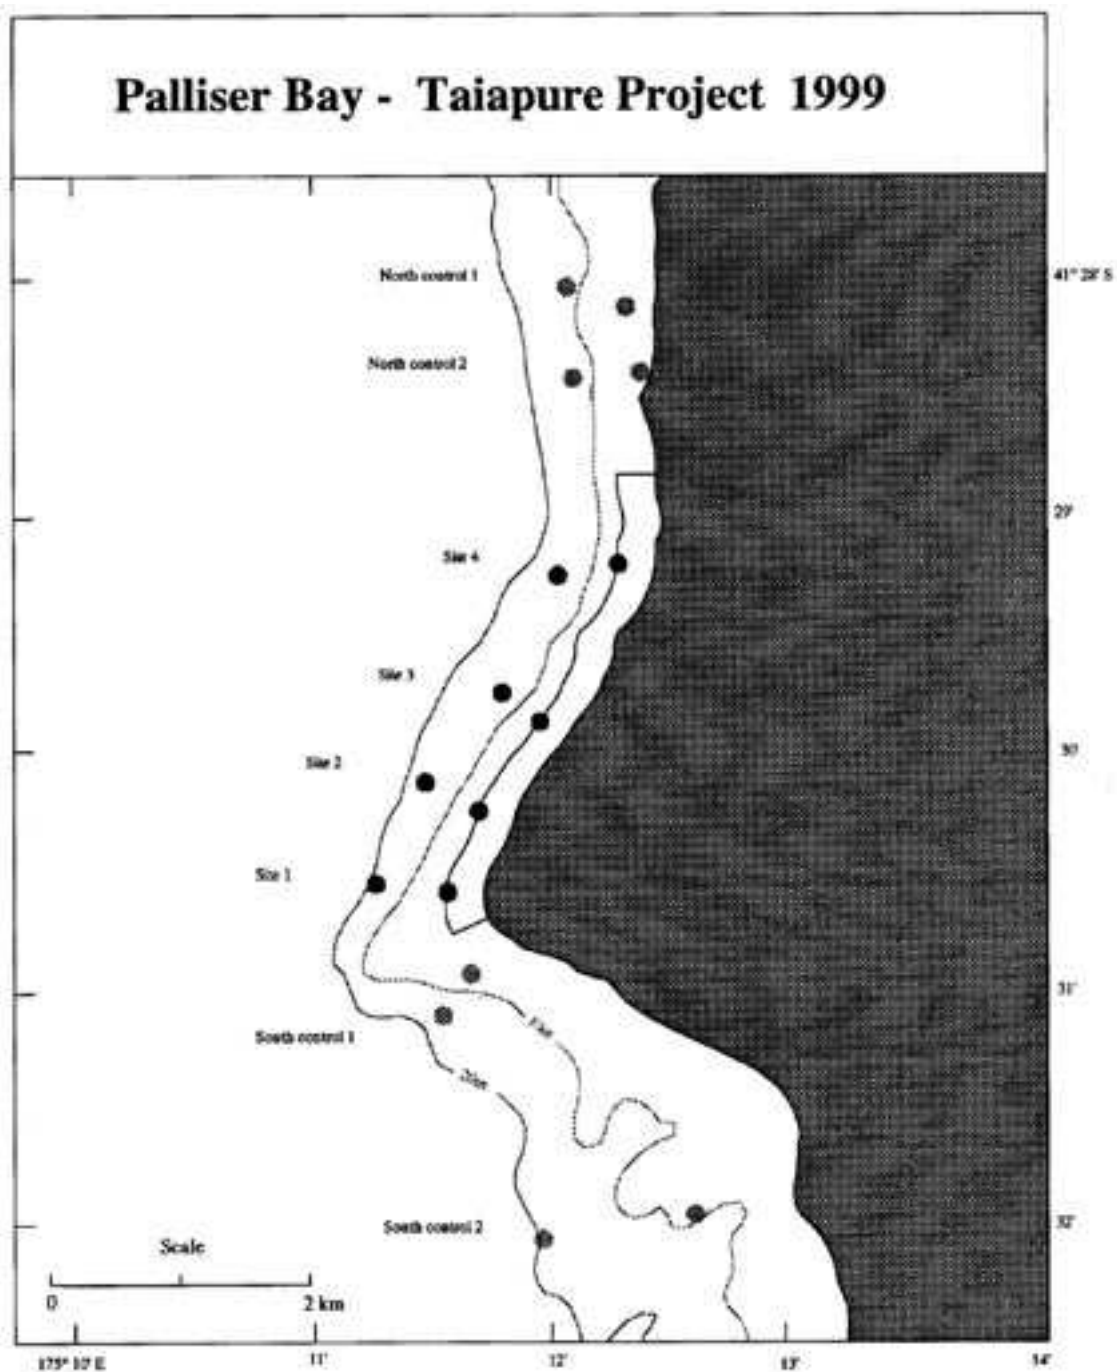 Palliser Bay - Taiapure Project 1999
North control 1
41° 28' S
North control 2
29'
Site 4
Site 3
30'
Site 2
Site 1
31'
10m
South control 1
20m
32'
South control 2
Scale
0 2 km
175° 10' E 11' 12' 13' 14'